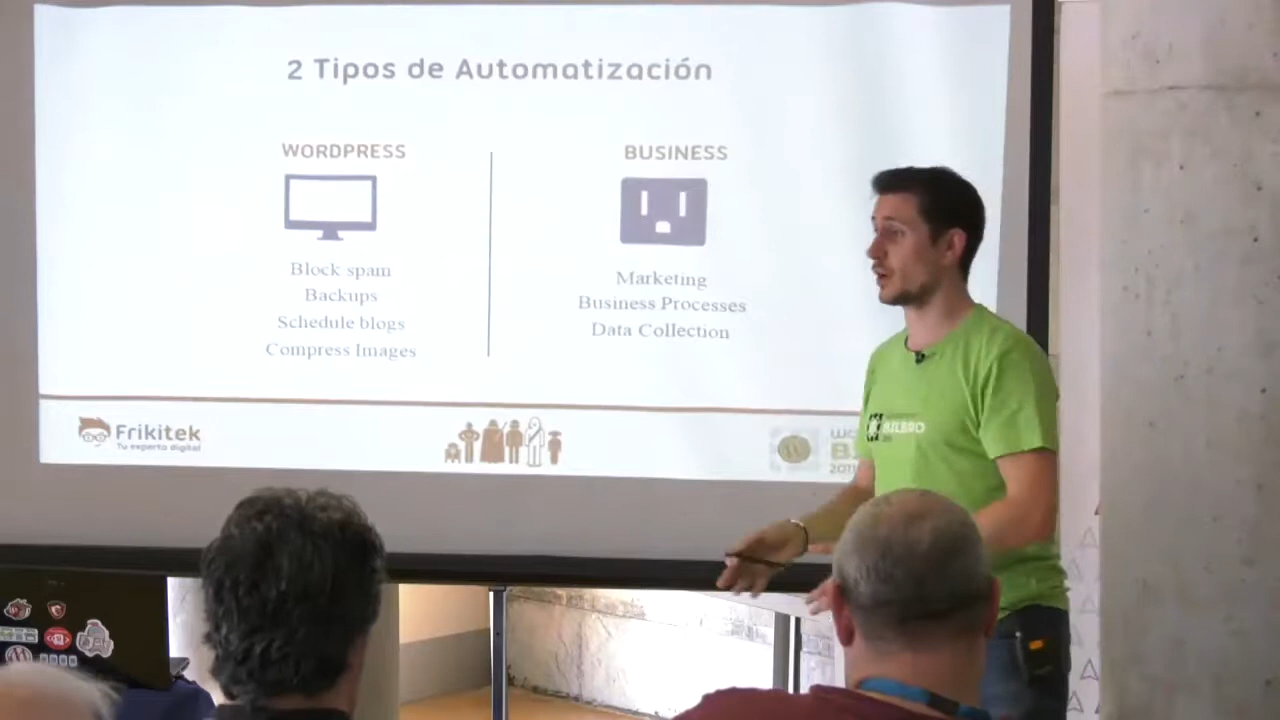 2 Tipos de Automatización
WORDPRESS
Block spam
Backups
Schedule blogs
Compress Images
BUSINESS
Marketing
Business Processes
Data Collection
Frikitek
Tu experto digital
BILBAO